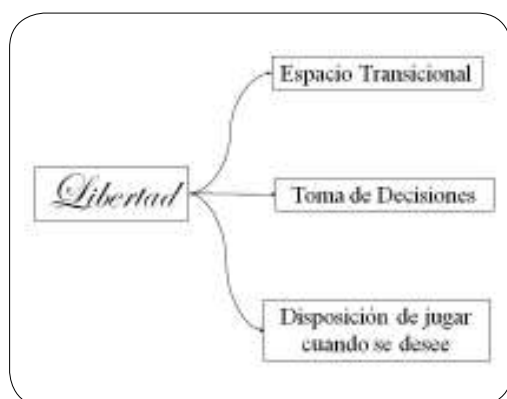 Espacio Transicional
Libertad
Toma de Decisiones
Disposición de jugar
cuando se desee